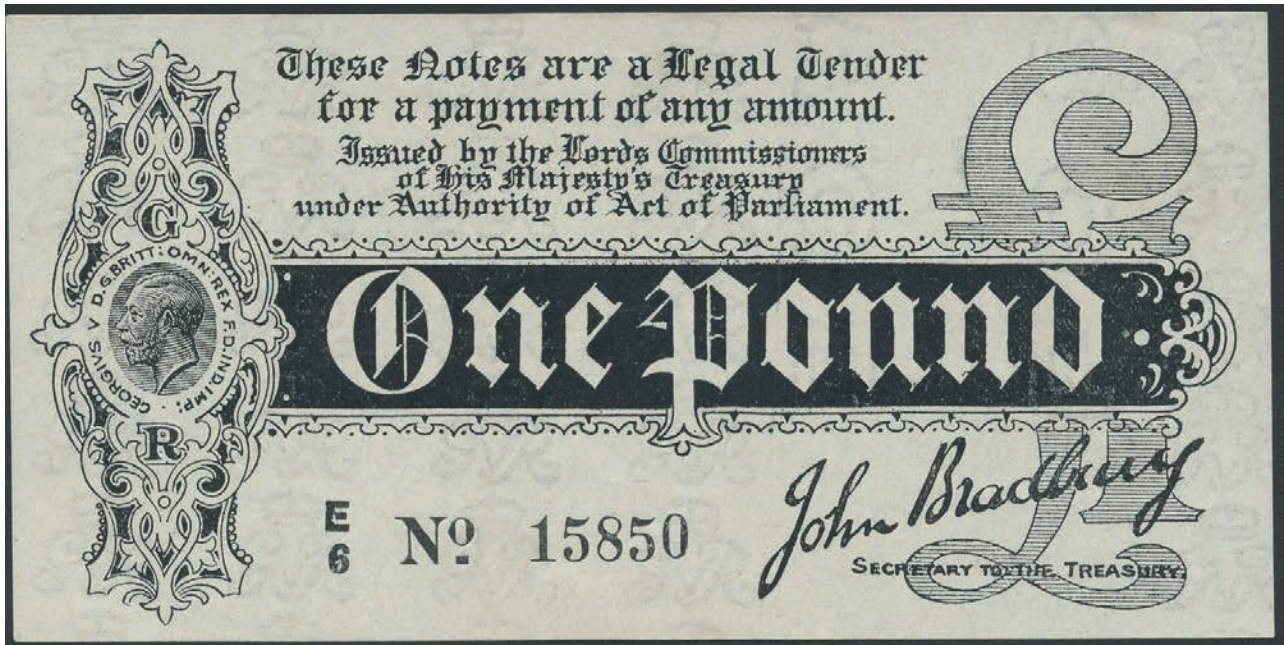 These Notes are a Legal Tender
for a payment of any amount.
Issued by the Lords Commissioners
of His Majesty's Treasury
under Authority of Act of Parliament.
£1
G
GEORGIVS V D.G.BRITT: OMN: REX F.D. IND: IMP:
R
One Pound
E
6
Nº 15850
John Bradbury
SECRETARY TO THE TREASURY.